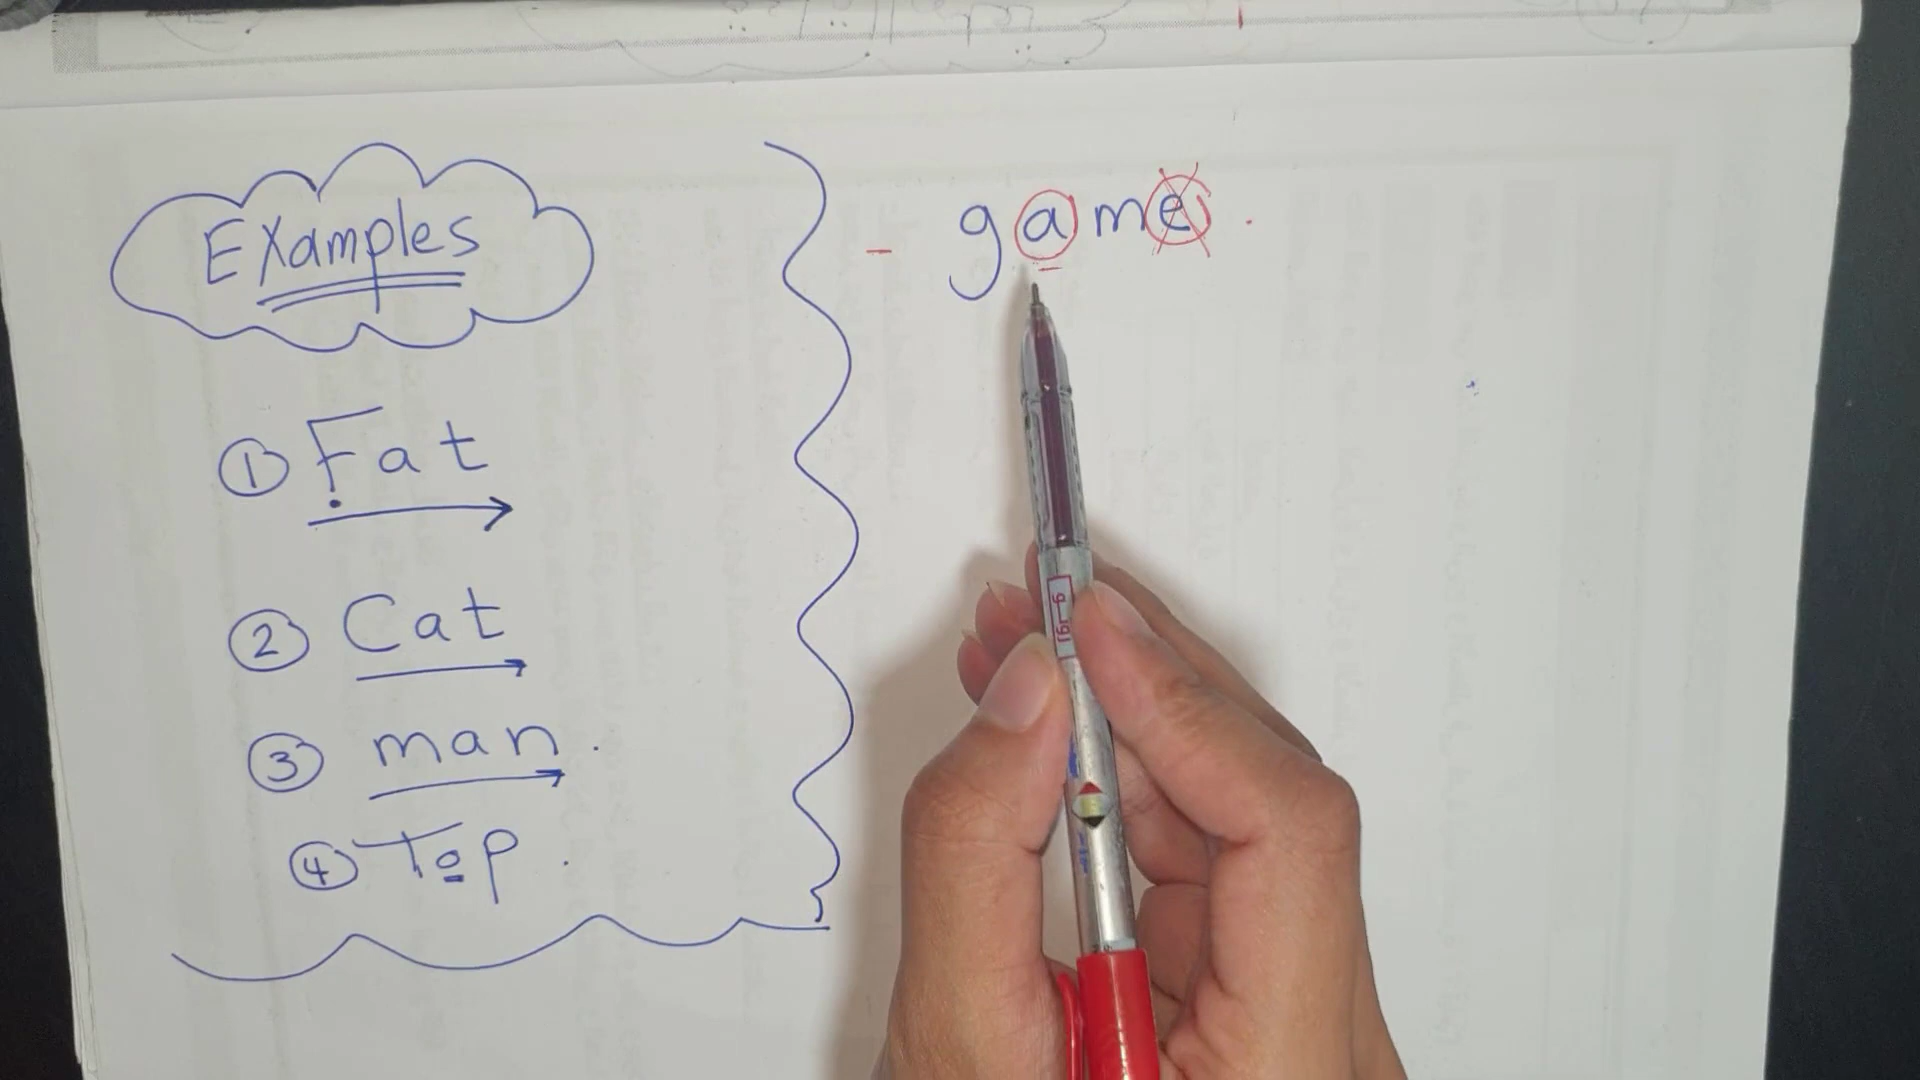 Examples
① Fat
② Cat
③ man.
④ Top.
- game.